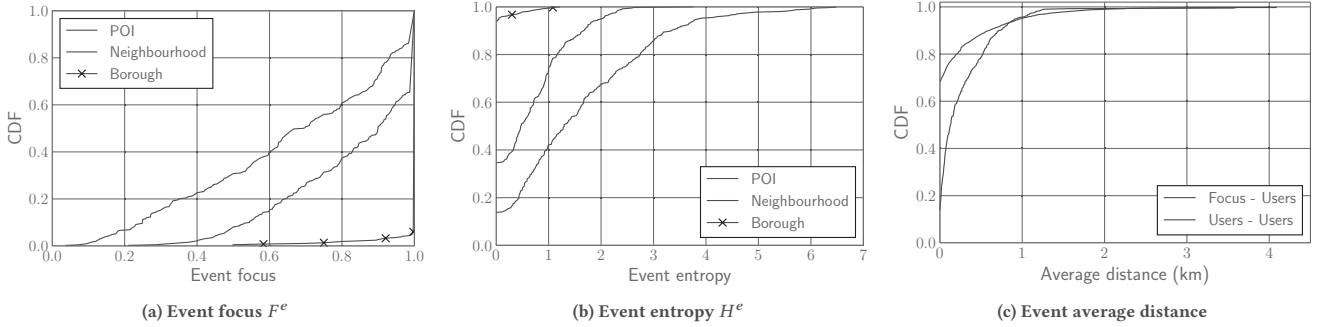 CDF
1.0
0.8
0.6
0.4
0.2
0.0
POI
Neighbourhood
Borough
0.0 0.2 0.4 0.6 0.8 1.0
Event focus
(a) Event focus F^e
CDF
1.0
0.8
0.6
0.4
0.2
0.0
POI
Neighbourhood
Borough
0 1 2 3 4 5 6 7
Event entropy
(b) Event entropy H^e
CDF
1.0
0.8
0.6
0.4
0.2
0.0
Focus - Users
Users - Users
0 1 2 3 4
Average distance (km)
(c) Event average distance